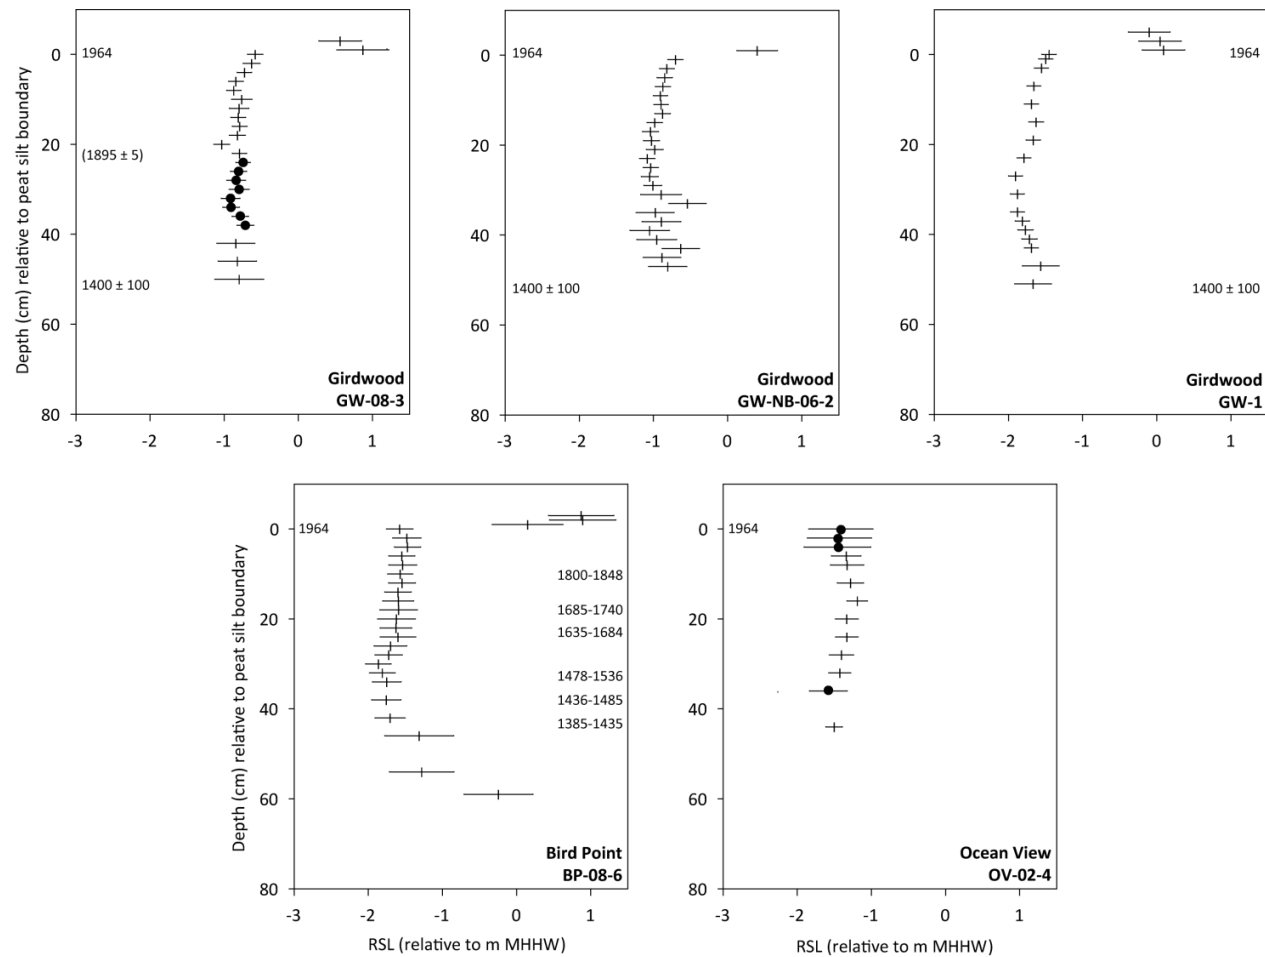 0
20
40
60
80
Depth (cm) relative to peat silt boundary
1964
(1895 ± 5)
1400 ± 100
Girdwood
GW-08-3
-3 -2 -1 0 1
0
20
40
60
80
1964
1400 ± 100
Girdwood
GW-NB-06-2
-3 -2 -1 0 1
0
20
40
60
80
1964
1400 ± 100
Girdwood
GW-1
-3 -2 -1 0 1
0
20
40
60
80
Depth (cm) relative to peat silt boundary
1964
1800-1848
1685-1740
1635-1684
1478-1536
1436-1485
1385-1435
Bird Point
BP-08-6
-3 -2 -1 0 1
RSL (relative to m MHHW)
0
20
40
60
80
1964
Ocean View
OV-02-4
-3 -2 -1 0 1
RSL (relative to m MHHW)